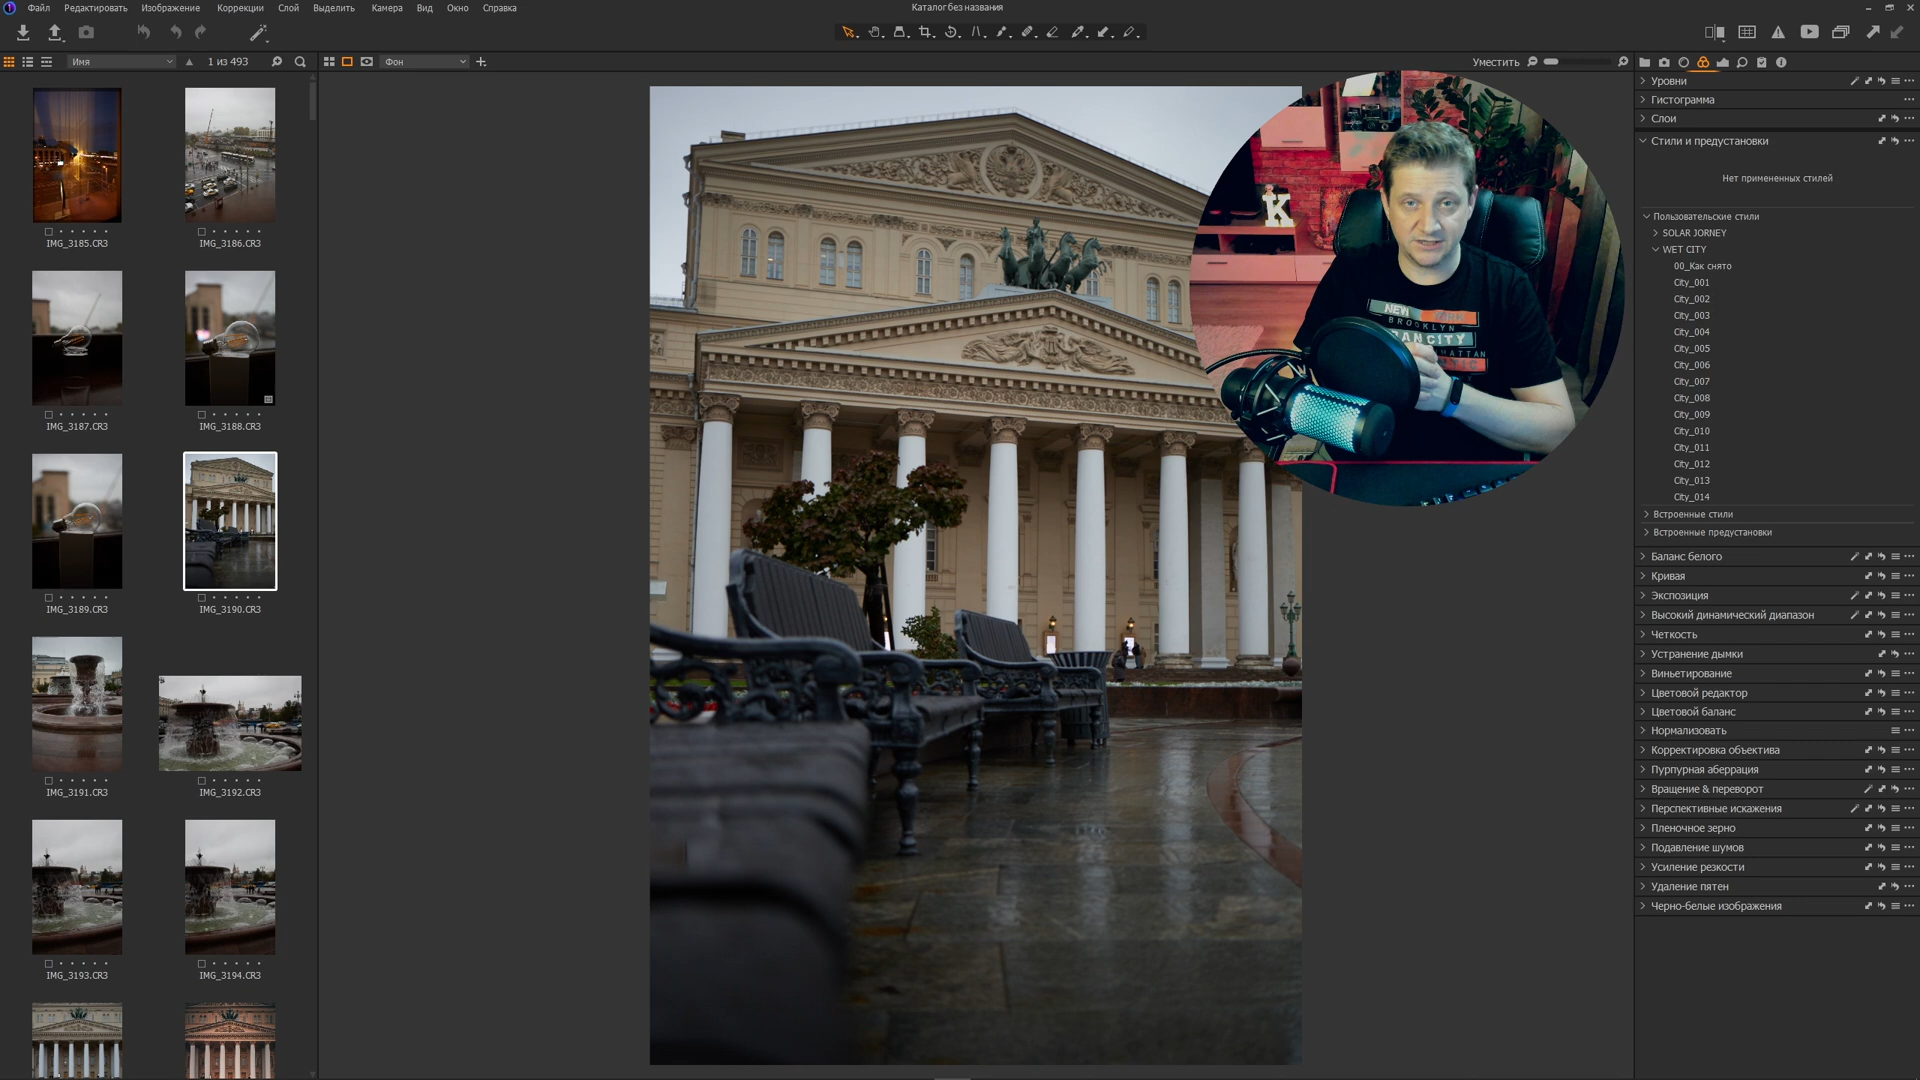 Файл Редактировать Изображение Коррекции Слой Выделить Камера Вид Окно Справка
Каталог без названия
Имя
1 из 493
Фон
Уместить
IMG_3185.CR3
IMG_3186.CR3
IMG_3187.CR3
IMG_3188.CR3
IMG_3189.CR3
IMG_3190.CR3
IMG_3191.CR3
IMG_3192.CR3
IMG_3193.CR3
IMG_3194.CR3
K
NEW YORK
BROOKLYN
CITY
Уровни
Гистограмма
Слои
Стили и предустановки
Нет примененных стилей
Пользовательские стили
SOLAR JORNEY
WET CITY
00_Как снято
City_001
City_002
City_003
City_004
City_005
City_006
City_007
City_008
City_009
City_010
City_011
City_012
City_013
City_014
Встроенные стили
Встроенные предустановки
Баланс белого
Кривая
Экспозиция
Высокий динамический диапазон
Четкость
Устранение дымки
Виньетирование
Цветовой редактор
Цветовой баланс
Нормализовать
Корректировка объектива
Пурпурная аберрация
Вращение & переворот
Перспективные искажения
Пленочное зерно
Подавление шумов
Усиление резкости
Удаление пятен
Черно-белые изображения